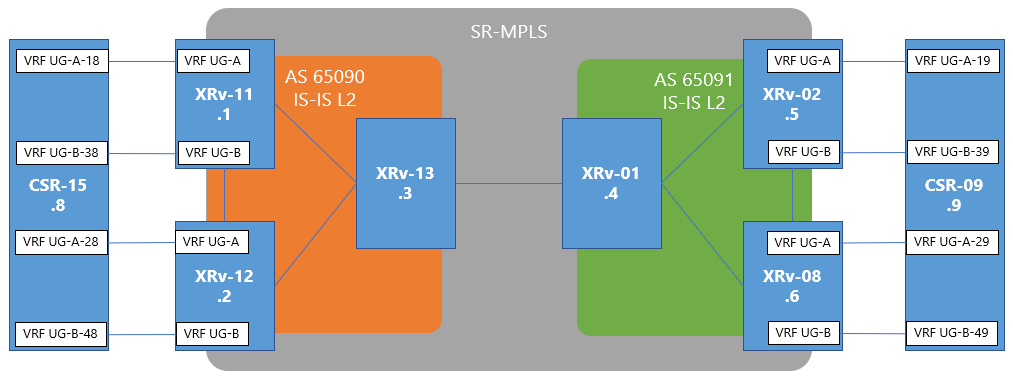 SR-MPLS
AS 65090
IS-IS L2
AS 65091
IS-IS L2
VRF UG-A-18
VRF UG-B-38
CSR-15
.8
VRF UG-A-28
VRF UG-B-48
VRF UG-A
XRv-11
.1
VRF UG-B
VRF UG-A
XRv-12
.2
VRF UG-B
XRv-13
.3
XRv-01
.4
VRF UG-A
XRv-02
.5
VRF UG-B
VRF UG-A
XRv-08
.6
VRF UG-B
VRF UG-A-19
VRF UG-B-39
CSR-09
.9
VRF UG-A-29
VRF UG-B-49